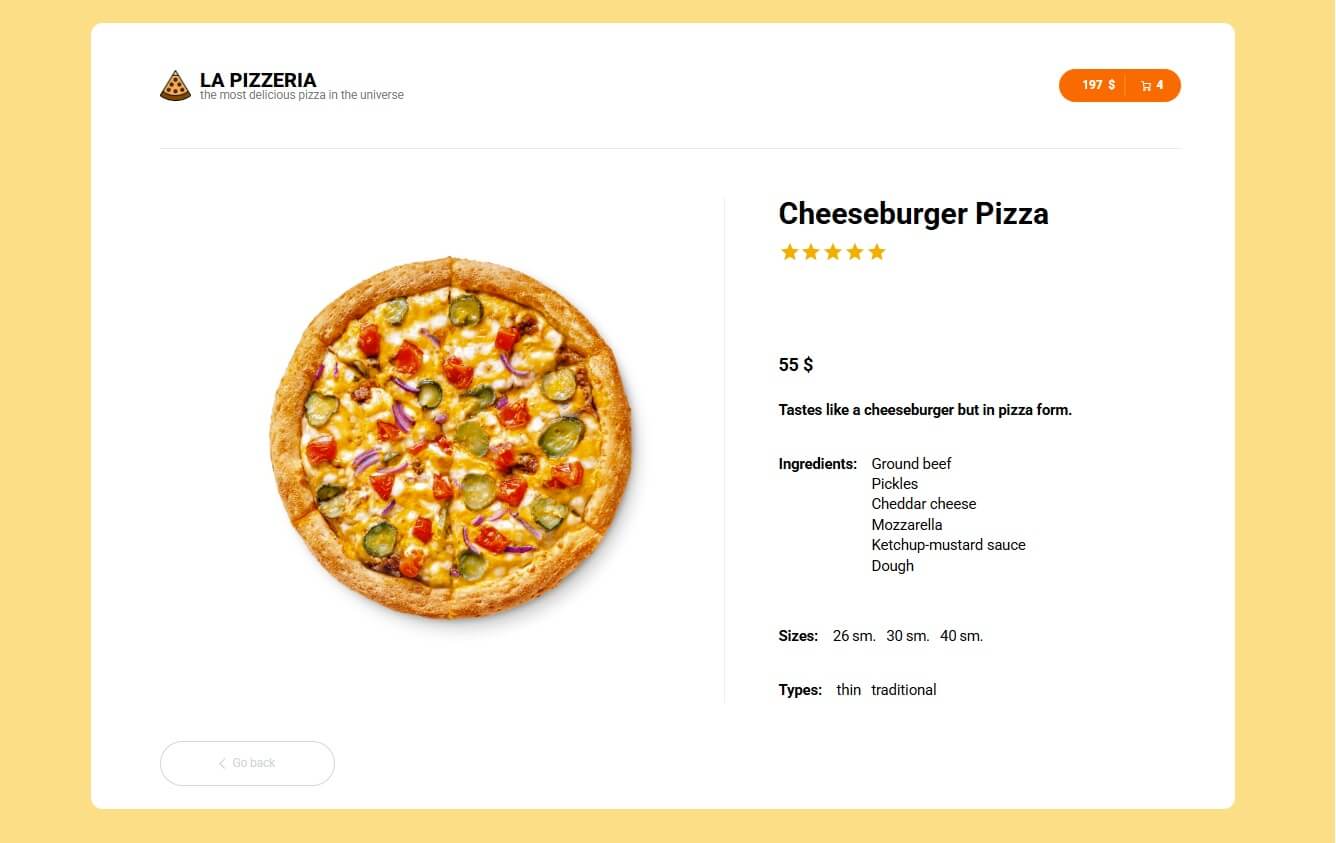 LA PIZZERIA
the most delicious pizza in the universe
197 $ 4
Cheeseburger Pizza
55 $
Tastes like a cheeseburger but in pizza form.
Ingredients: Ground beef
Pickles
Cheddar cheese
Mozzarella
Ketchup-mustard sauce
Dough
Sizes: 26 sm. 30 sm. 40 sm.
Types: thin traditional
Go back